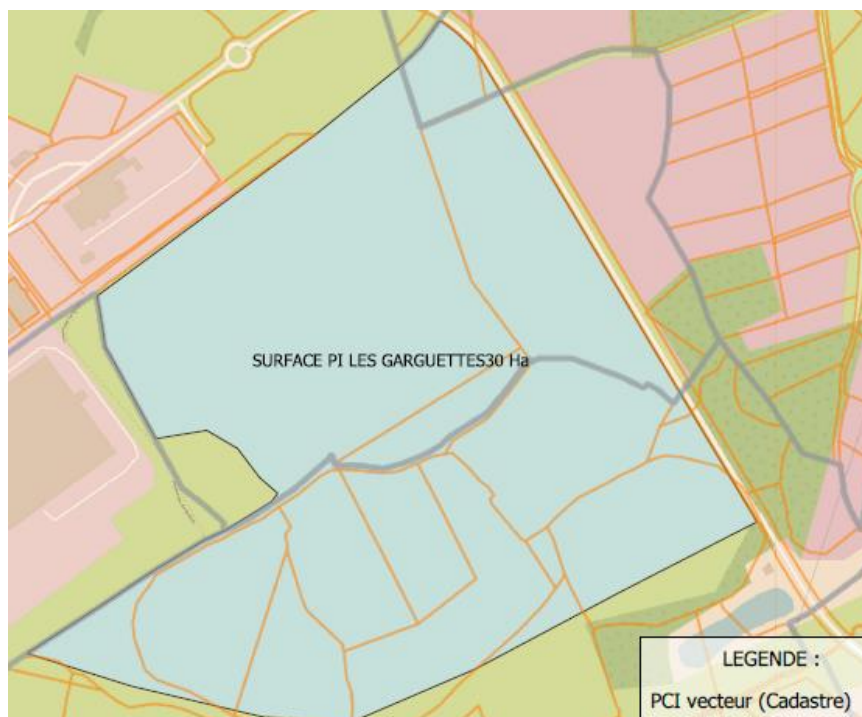 SURFACE PI LES GARGUETTES30 Ha
LEGENDE :
PCI vecteur (Cadastre)